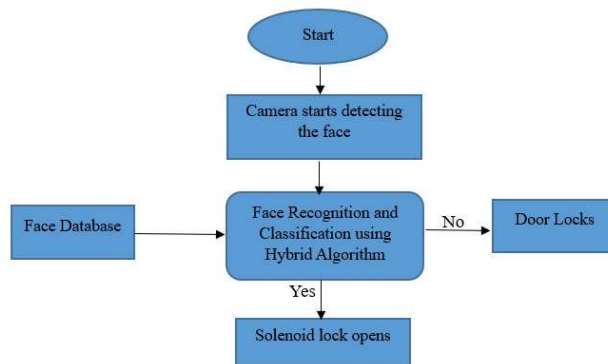 Start
Camera starts detecting
the face
Face Database
Face Recognition and
Classification using
Hybrid Algorithm
No
Door Locks
Yes
Solenoid lock opens